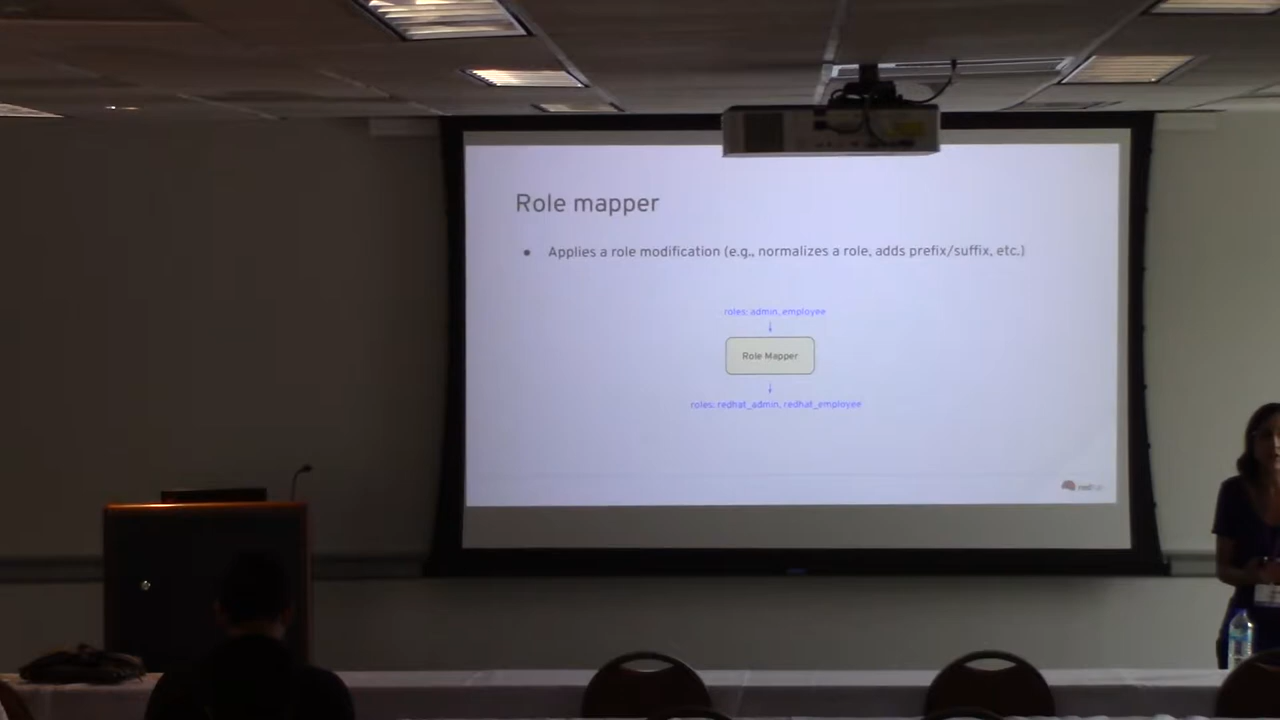 Role mapper
● Applies a role modification (e.g., normalizes a role, adds prefix/suffix, etc.)
roles: admin, employee
Role Mapper
roles: redhat_admin, redhat_employee
redhat